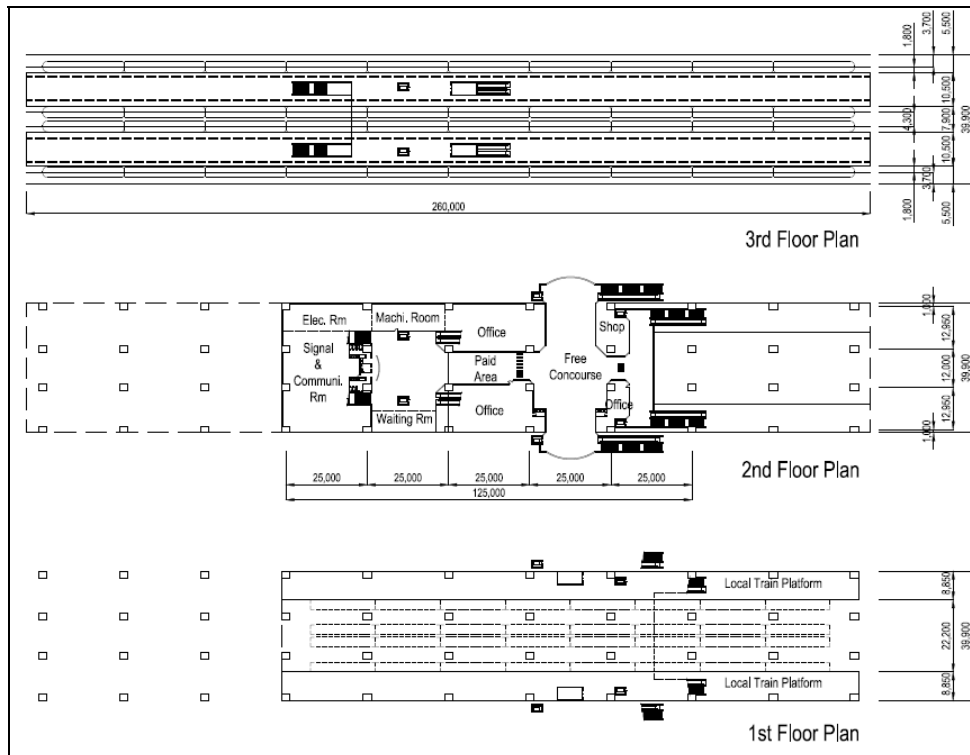 1,800
3,700
5,500
10,500
4,300
7,900
39,900
10,500
3,700
1,800
5,500
260,000
3rd Floor Plan
Elec. Rm
Machi. Room
Office
Shop
Signal
&
Communi.
Rm
Paid
Area
Free
Concourse
Waiting Rm
Office
Office
1,000
12,950
12,000
39,900
12,950
1,000
25,000
25,000
25,000
25,000
25,000
125,000
2nd Floor Plan
Local Train Platform
8,850
22,200
39,900
Local Train Platform
8,850
1st Floor Plan